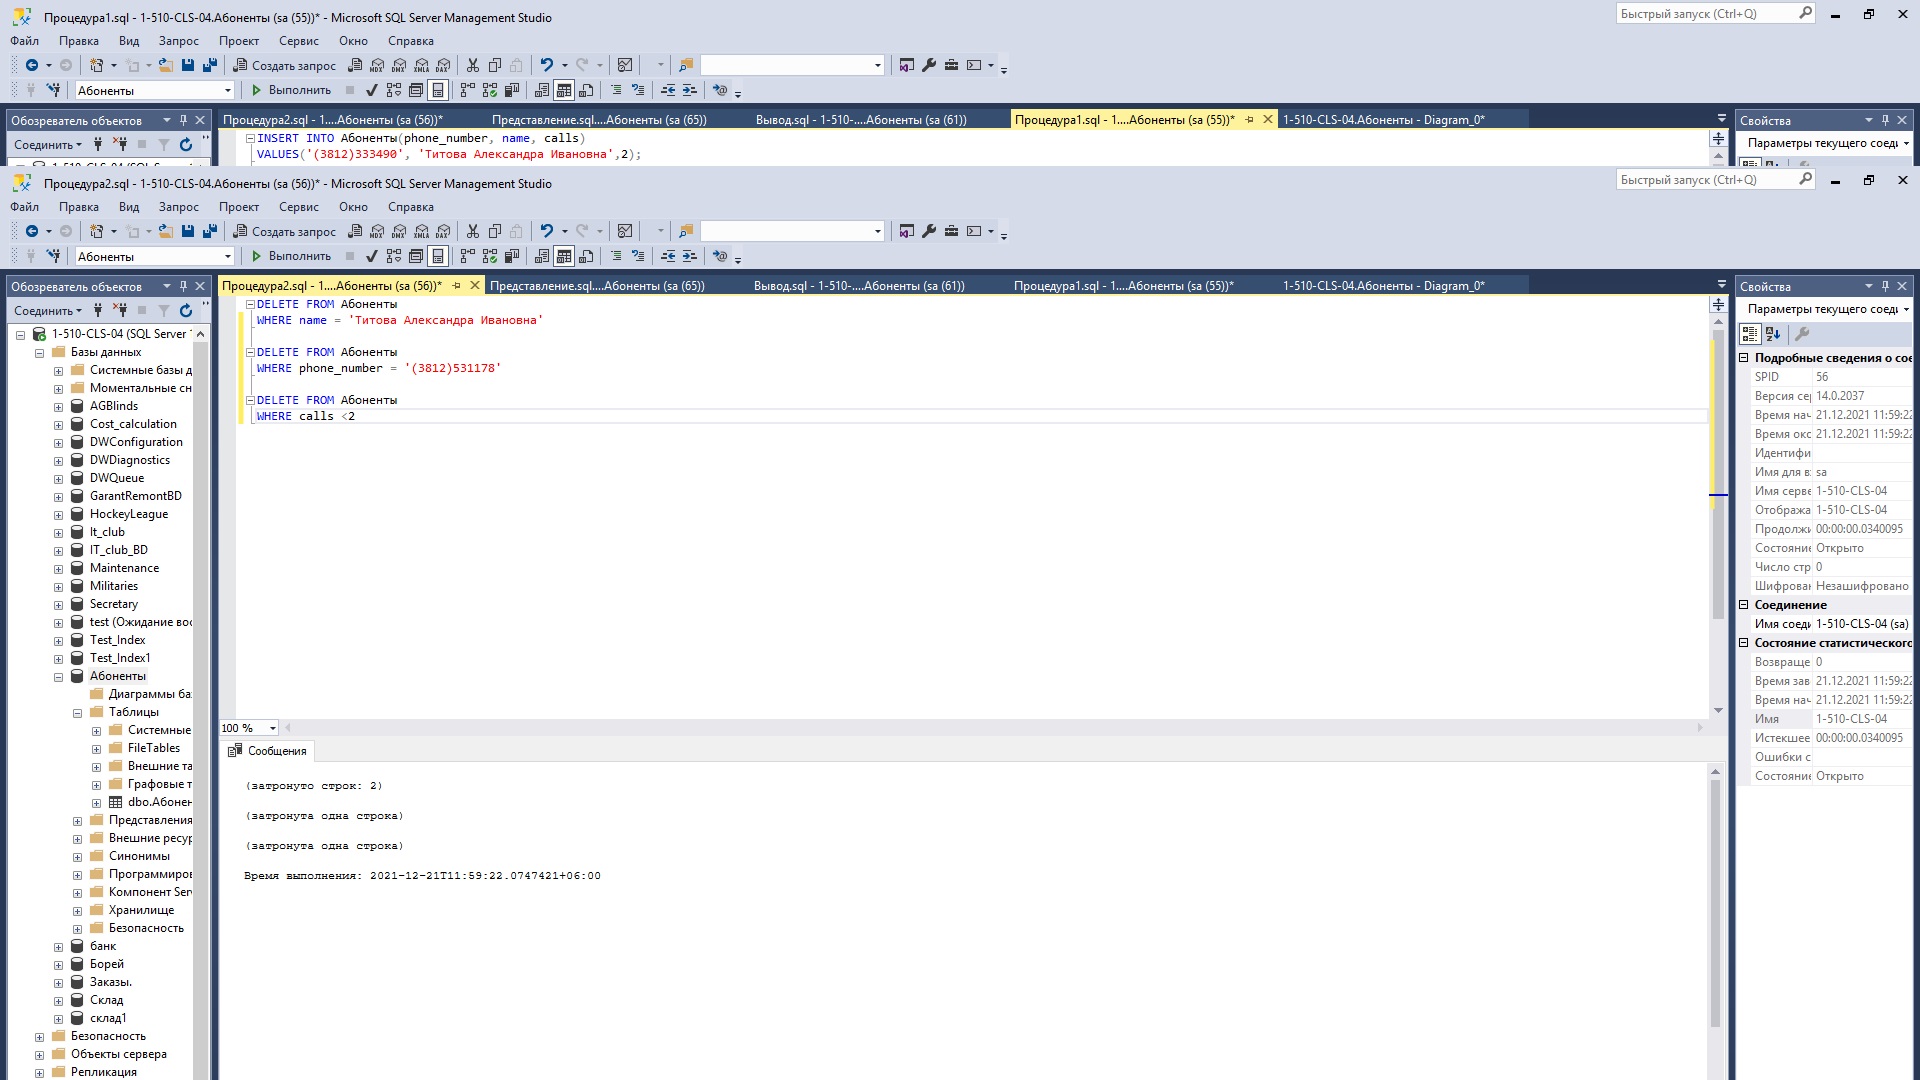 Процедура1.sql - 1-510-CLS-04.Абоненты (sa (55))* - Microsoft SQL Server Management Studio
Быстрый запуск (Ctrl+Q)
Файл Правка Вид Запрос Проект Сервис Окно Справка
Создать запрос MDX DMX XMLA DAX
Абоненты Выполнить
Обозреватель объектов
Процедура2.sql - 1....Абоненты (sa (56))* Представление.sql....Абоненты (sa (65)) Вывод.sql - 1-510-....Абоненты (sa (61)) Процедура1.sql - 1....Абоненты (sa (55))* 1-510-CLS-04.Абоненты - Diagram_0*
Свойства
Соединить
INSERT INTO Абоненты(phone_number, name, calls)
VALUES('(3812)333490', 'Титова Александра Ивановна',2);
Параметры текущего соеди
Процедура2.sql - 1-510-CLS-04.Абоненты (sa (56))* - Microsoft SQL Server Management Studio
Быстрый запуск (Ctrl+Q)
Файл Правка Вид Запрос Проект Сервис Окно Справка
Создать запрос MDX DMX XMLA DAX
Абоненты Выполнить
Обозреватель объектов
Процедура2.sql - 1....Абоненты (sa (56))* Представление.sql....Абоненты (sa (65)) Вывод.sql - 1-510-....Абоненты (sa (61)) Процедура1.sql - 1....Абоненты (sa (55))* 1-510-CLS-04.Абоненты - Diagram_0*
Соединить
1-510-CLS-04 (SQL Server
Базы данных
Системные базы д
Моментальные сн
AGBlinds
Cost_calculation
DWConfiguration
DWDiagnostics
DWQueue
GarantRemontBD
HockeyLeague
It_club
IT_club_BD
Maintenance
Militaries
Secretary
test (Ожидание вос
Test_Index
Test_Index1
Абоненты
Диаграммы ба
Таблицы
Системные
FileTables
Внешние та
Графовые т
dbo.Абонен
Представления
Внешние ресур
Синонимы
Программиров
Компонент Serv
Хранилище
Безопасность
банк
Борей
Заказы.
Склад
склад1
Безопасность
Объекты сервера
Репликация
DELETE FROM Абоненты
WHERE name = 'Титова Александра Ивановна'
DELETE FROM Абоненты
WHERE phone_number = '(3812)531178'
DELETE FROM Абоненты
WHERE calls <2
100 %
Сообщения
(затронуто строк: 2)
(затронута одна строка)
(затронута одна строка)
Время выполнения: 2021-12-21T11:59:22.0747421+06:00
Свойства
Параметры текущего соеди
Подробные сведения о сое
SPID 56
Версия сер 14.0.2037
Время нач 21.12.2021 11:59:22
Время окс 21.12.2021 11:59:22
Идентифи
Имя для в sa
Имя серве 1-510-CLS-04
Отобража 1-510-CLS-04
Продолжи 00:00:00.0340095
Состояние Открыто
Число стр 0
Шифрован Незашифровано
Соединение
Имя соеди 1-510-CLS-04 (sa)
Состояние статистического
Возвраще 0
Время зав 21.12.2021 11:59:22
Время нач 21.12.2021 11:59:22
Имя 1-510-CLS-04
Истекшее 00:00:00.0340095
Ошибки с
Состояние Открыто